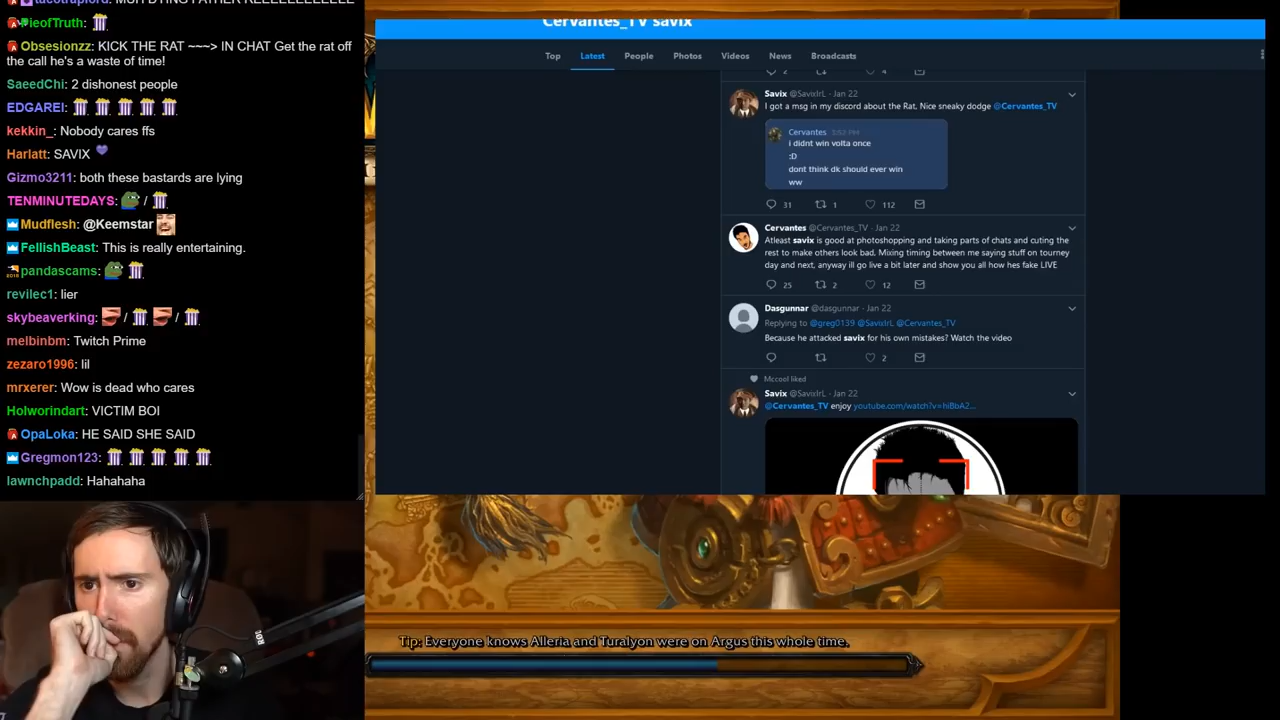 PieofTruth:
Obsesionzz: KICK THE RAT ~~~> IN CHAT Get the rat off
the call he's a waste of time!
SaeedChi: 2 dishonest people
EDGAREI:
kekkin_: Nobody cares ffs
Harlatt: SAVIX
Gizmo3211: both these bastards are lying
TENMINUTEDAYS: /
Mudflesh: @Keemstar
FellishBeast: This is really entertaining.
pandascams:
revilec1: lier
skybeaverking: / /
melbinbm: Twitch Prime
zezaro1996: lil
mrxerer: Wow is dead who cares
Holworindart: VICTIM BOI
OpaLoka: HE SAID SHE SAID
Gregmon123:
lawnchpadd: Hahahaha
Cervantes_TV savix
Top Latest People Photos Videos News Broadcasts
2 4
Savix @SavixIrL · Jan 22
I got a msg in my discord about the Rat. Nice sneaky dodge @Cervantes_TV
Cervantes
i didnt win volta once
:D
dont think dk should ever win
ww
31 1 112
Cervantes @Cervantes_TV · Jan 22
Atleast savix is good at photoshopping and taking parts of chats and cuting the
rest to make others look bad, Mixing timing between me saying stuff on tourney
day and next, anyway ill go live a bit later and show you all how hes fake LIVE
25 2 12
Dasgunnar @dasgunnar · Jan 22
Replying to @greg0139 @SavixIrL @Cervantes_TV
Because he attacked savix for his own mistakes? Watch the video
2
Mccool liked
Savix @SavixIrL · Jan 22
@Cervantes_TV enjoy youtube.com/watch?v=hiBbA2...
Tip: Everyone knows Alleria and Turalyon were on Argus this whole time.